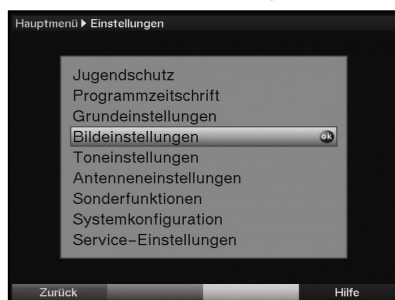 Hauptmenü ▶ Einstellungen
Jugendschutz
Programmzeitschrift
Grundeinstellungen
Bildeinstellungen ok
Toneinstellungen
Antenneneinstellungen
Sonderfunktionen
Systemkonfiguration
Service-Einstellungen
Zurück Hilfe